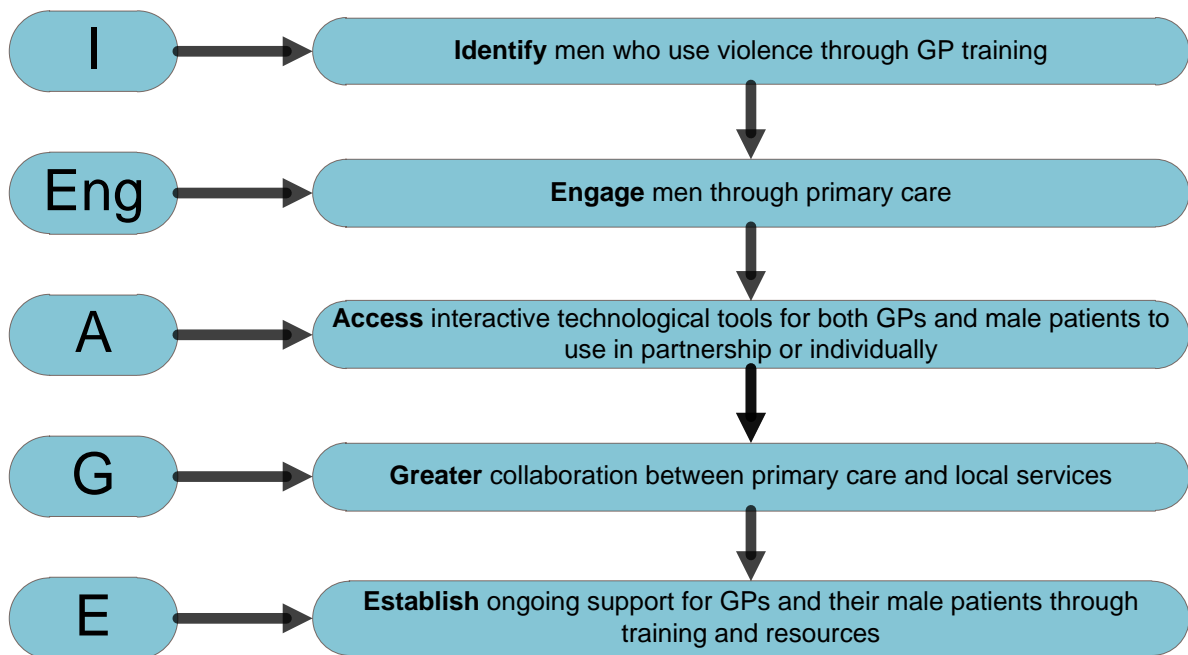 I
Identify men who use violence through GP training
Eng
Engage men through primary care
A
Access interactive technological tools for both GPs and male patients to
use in partnership or individually
G
Greater collaboration between primary care and local services
E
Establish ongoing support for GPs and their male patients through
training and resources